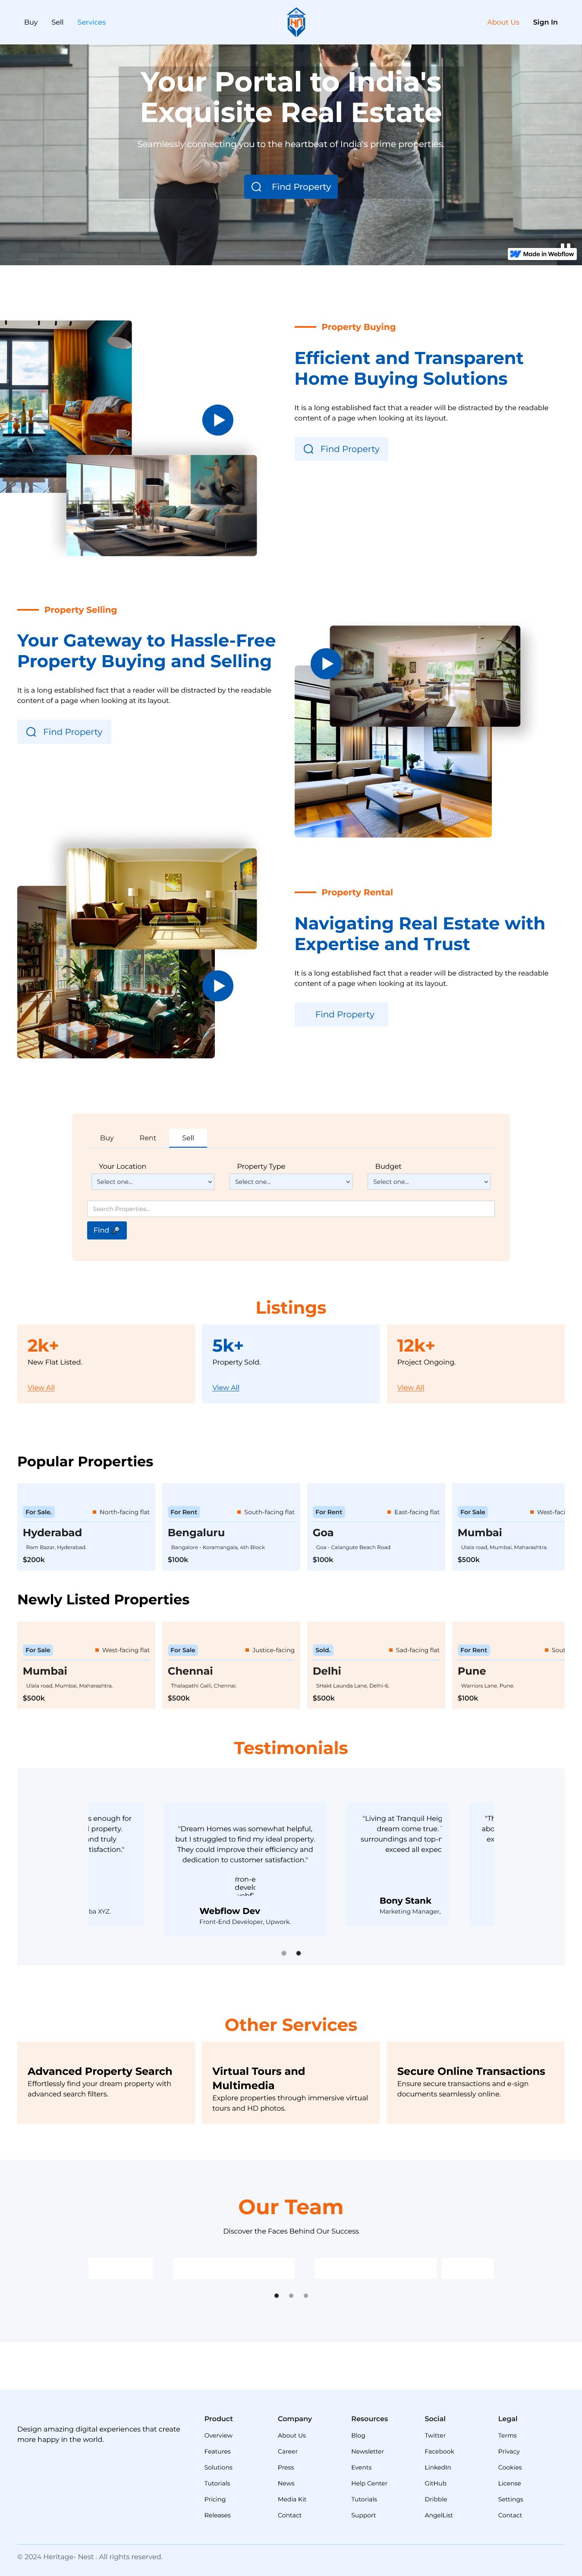 Buy Sell Services
About Us Sign In
Your Portal to India's
Exquisite Real Estate
Seamlessly connecting you to the heartbeat of India's prime properties.
Find Property
Made in Webflow
Property Buying
Efficient and Transparent
Home Buying Solutions
It is a long established fact that a reader will be distracted by the readable
content of a page when looking at its layout.
Find Property
Property Selling
Your Gateway to Hassle-Free
Property Buying and Selling
It is a long established fact that a reader will be distracted by the readable
content of a page when looking at its layout.
Find Property
Property Rental
Navigating Real Estate with
Expertise and Trust
It is a long established fact that a reader will be distracted by the readable
content of a page when looking at its layout.
Find Property
Buy Rent Sell
Your Location Property Type Budget
Select one... Select one... Select one...
Search Properties...
Find
Listings
2k+
New Flat Listed.
View All
5k+
Property Sold.
View All
12k+
Project Ongoing.
View All
Popular Properties
For Sale. North-facing flat
Hyderabad
Ram Bazar, Hyderabad.
$200k
For Rent South-facing flat
Bengaluru
Bangalore - Koramangala, 4th Block
$100k
For Rent East-facing flat
Goa
Goa - Calangute Beach Road
$100k
For Sale West-faci
Mumbai
Ulala road, Mumbai, Maharashtra.
$500k
Newly Listed Properties
For Sale West-facing flat
Mumbai
Ulala road, Mumbai, Maharashtra.
$500k
For Sale Justice-facing
Chennai
Thalapathi Galli, Chennai.
$500k
Sold. Sad-facing flat
Delhi
SHakt Launda Lane, Delhi-6.
$500k
For Rent Sout
Pune
Warriors Lane, Pune.
$100k
Testimonials
s enough for
property.
nd truly
tisfaction."
ba XYZ.
"Dream Homes was somewhat helpful,
but I struggled to find my ideal property.
They could improve their efficiency and
dedication to customer satisfaction."
Webflow Dev
Front-End Developer, Upwork.
"Living at Tranquil Heig
dream come true.
surroundings and top-n
exceed all expec
Bony Stank
Marketing Manager,
"Th
abo
ex
Other Services
Advanced Property Search
Effortlessly find your dream property with
advanced search filters.
Virtual Tours and
Multimedia
Explore properties through immersive virtual
tours and HD photos.
Secure Online Transactions
Ensure secure transactions and e-sign
documents seamlessly online.
Our Team
Discover the Faces Behind Our Success
Design amazing digital experiences that create
more happy in the world.
Product
Overview
Features
Solutions
Tutorials
Pricing
Releases
Company
About Us
Career
Press
News
Media Kit
Contact
Resources
Blog
Newsletter
Events
Help Center
Tutorials
Support
Social
Twitter
Facebook
LinkedIn
GitHub
Dribble
AngelList
Legal
Terms
Privacy
Cookies
License
Settings
Contact
© 2024 Heritage- Nest . All rights reserved.